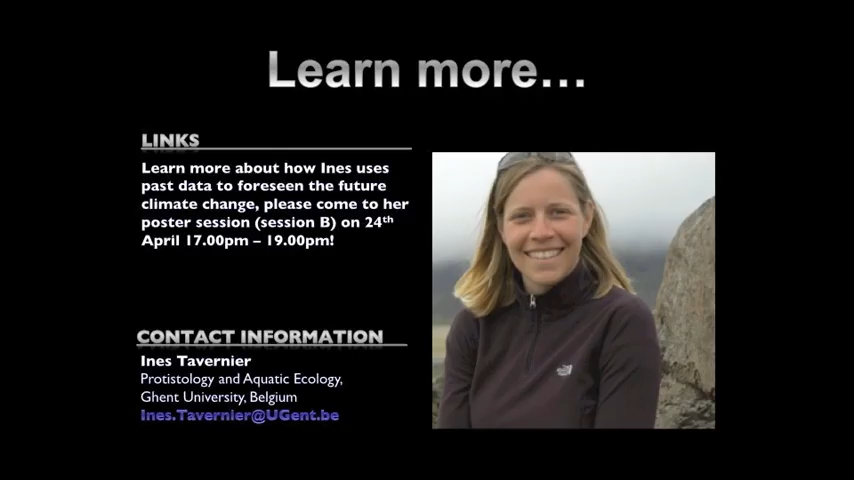 Learn more...
LINKS
Learn more about how Ines uses
past data to foreseen the future
climate change, please come to her
poster session (session B) on 24th
April 17.00pm – 19.00pm!
CONTACT INFORMATION
Ines Tavernier
Protistology and Aquatic Ecology,
Ghent University, Belgium
Ines.Tavernier@UGent.be